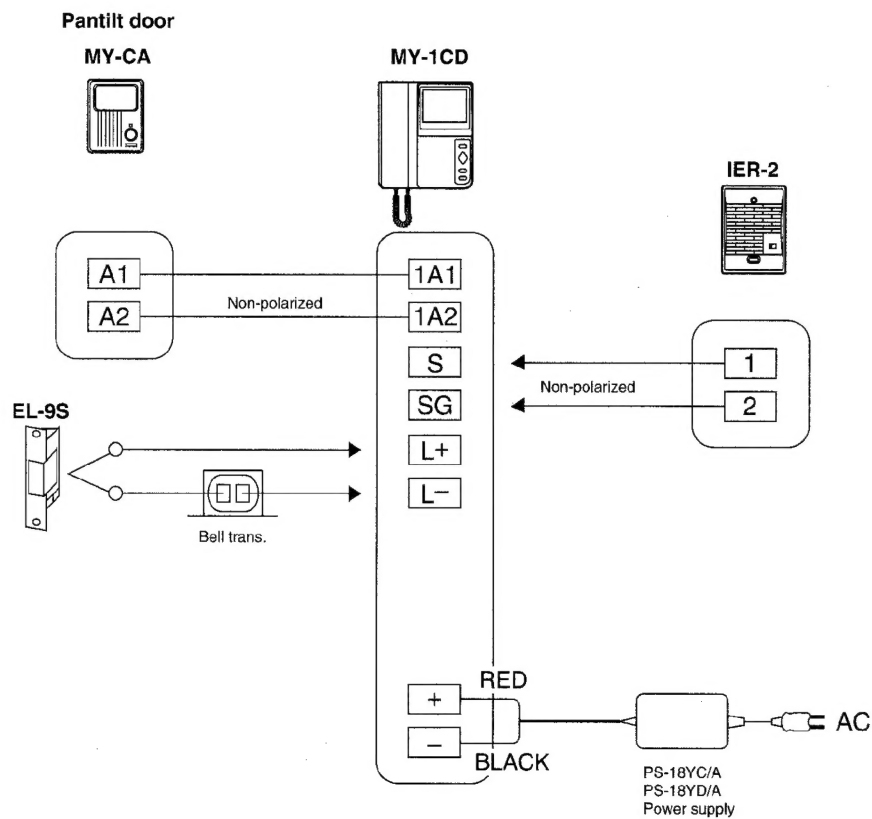 Pantilt door
MY-CA
MY-1CD
IER-2
A1
1A1
Non-polarized
A2
1A2
S
1
Non-polarized
SG
2
EL-9S
L+
L−
Bell trans.
+
RED
−
BLACK
AC
PS-18YC/A
PS-18YD/A
Power supply